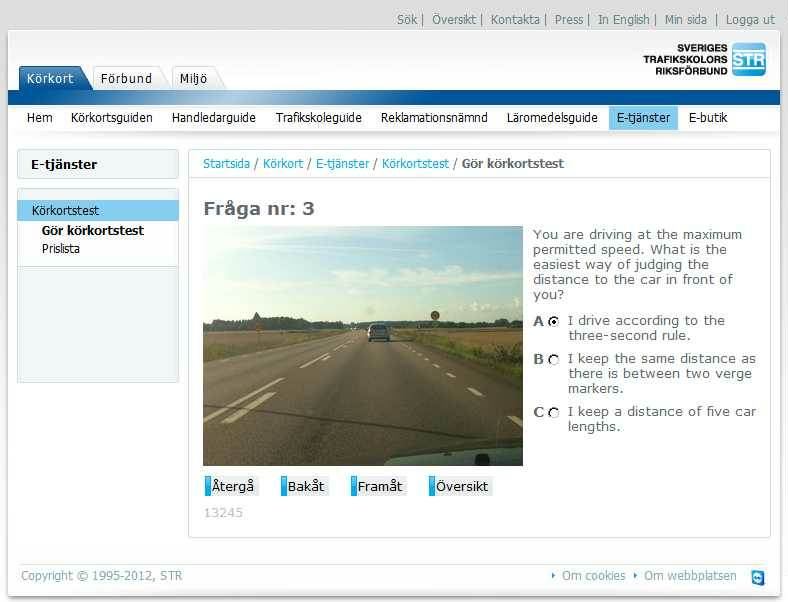 Sök | Översikt | Kontakta | Press | In English | Min sida | Logga ut
SVERIGES
TRAFIKSKOLORS
RIKSFÖRBUND
STR
Körkort Förbund Miljö
Hem Körkortsguiden Handledarguide Trafikskoleguide Reklamationsnämnd Läromedelsguide E-tjänster E-butik
E-tjänster
Körkortstest
Gör körkortstest
Prislista
Startsida / Körkort / E-tjänster / Körkortstest / Gör körkortstest
Fråga nr: 3
You are driving at the maximum
permitted speed. What is the
easiest way of judging the
distance to the car in front of
you?
A I drive according to the
three-second rule.
B I keep the same distance as
there is between two verge
markers.
C I keep a distance of five car
lengths.
Återgå Bakåt Framåt Översikt
13245
Copyright © 1995-2012, STR
Om cookies Om webbplatsen